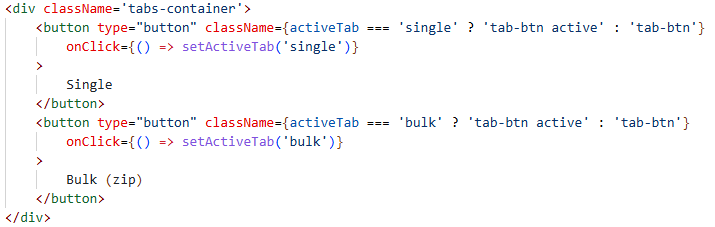 <div className='tabs-container'>
    <button type="button" className={activeTab === 'single' ? 'tab-btn active' : 'tab-btn'}
        onClick={() => setActiveTab('single')}
    >
        Single
    </button>
    <button type="button" className={activeTab === 'bulk' ? 'tab-btn active' : 'tab-btn'}
        onClick={() => setActiveTab('bulk')}
    >
        Bulk (zip)
    </button>
</div>